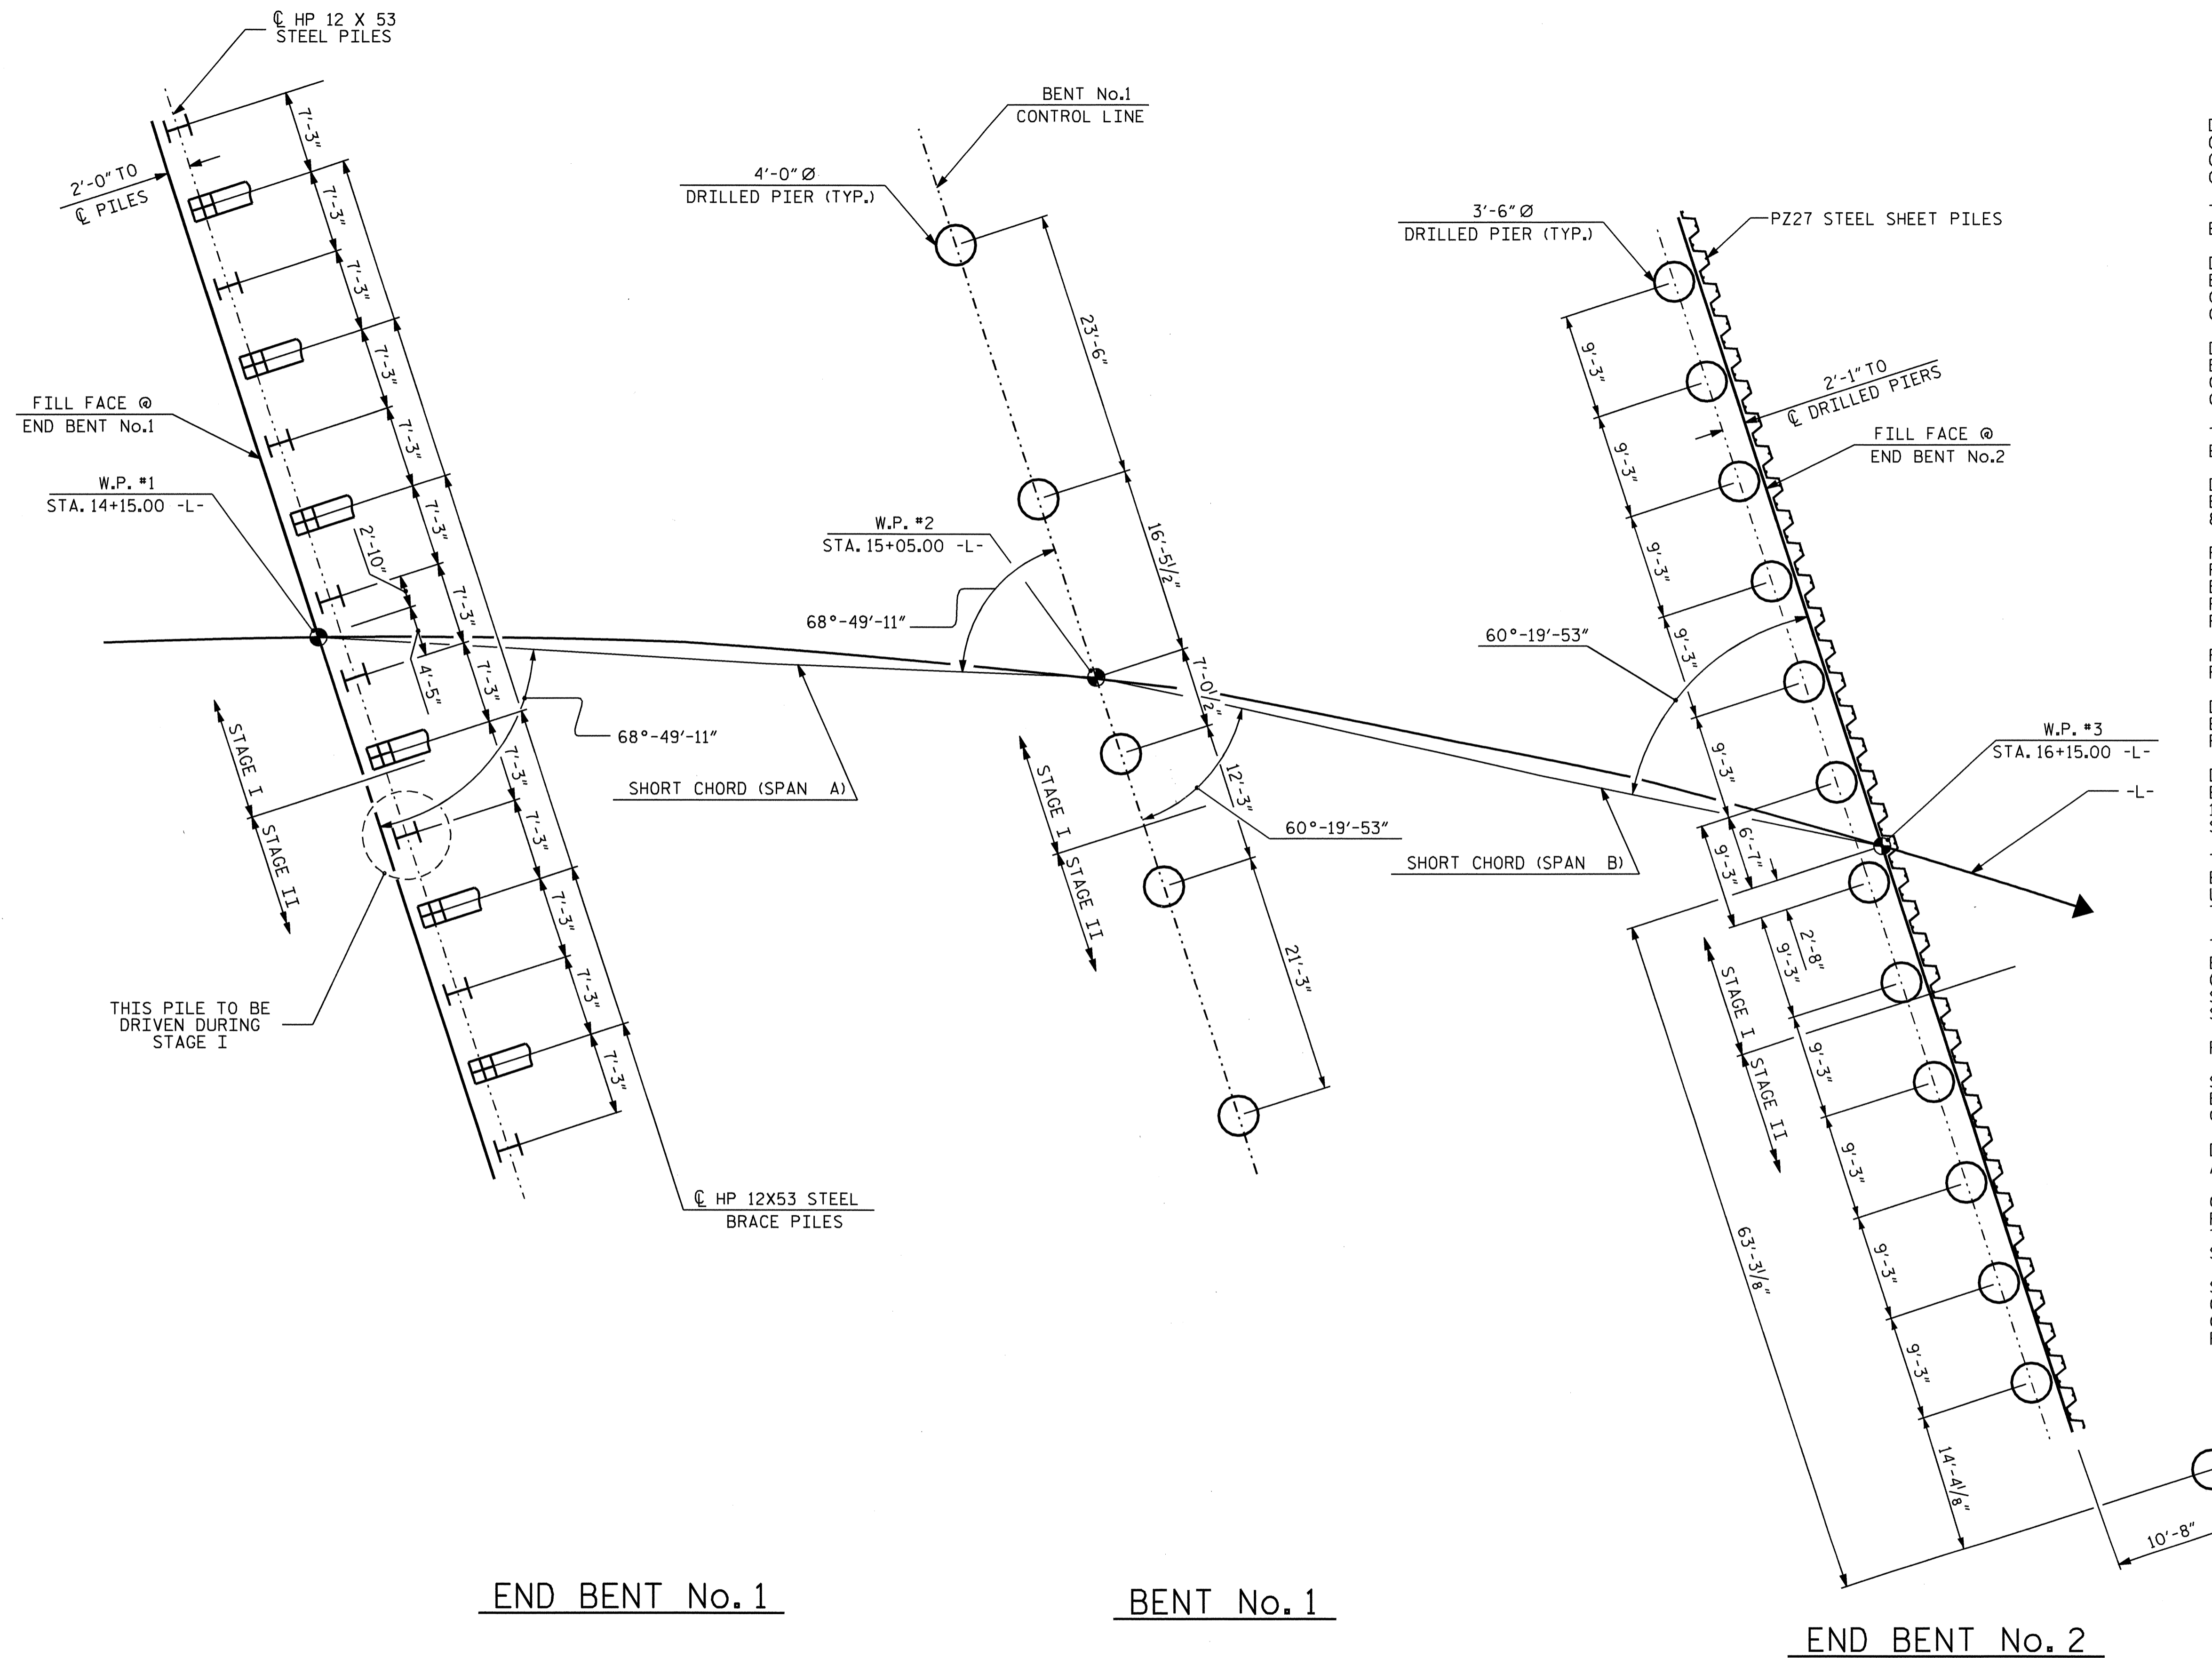 ℄ HP 12 X 53
STEEL PILES
2'-0" TO
℄ PILES
7'-3"
7'-3"
7'-3"
7'-3"
7'-3"
7'-3"
7'-3"
7'-3"
7'-3"
7'-3"
7'-3"
7'-3"
7'-3"
2'-10"
4'-5"
FILL FACE @
END BENT No.1
W.P. #1
STA. 14+15.00 -L-
STAGE I
STAGE II
68°-49'-11"
SHORT CHORD (SPAN A)
THIS PILE TO BE
DRIVEN DURING
STAGE I
℄ HP 12X53 STEEL
BRACE PILES
END BENT No. 1
BENT No.1
CONTROL LINE
4'-0" Ø
DRILLED PIER (TYP.)
23'-6"
16'-5 1/2"
7'-0 1/2"
12'-3"
21'-3"
W.P. #2
STA. 15+05.00 -L-
68°-49'-11"
60°-19'-53"
STAGE I
STAGE II
SHORT CHORD (SPAN B)
BENT No. 1
3'-6" Ø
DRILLED PIER (TYP.)
PZ27 STEEL SHEET PILES
2'-1" TO
℄ DRILLED PIERS
FILL FACE @
END BENT No.2
60°-19'-53"
W.P. #3
STA. 16+15.00 -L-
-L-
9'-3"
9'-3"
9'-3"
9'-3"
9'-3"
6'-7"
9'-3"
2'-8"
9'-3"
9'-3"
9'-3"
9'-3"
9'-3"
14'-4 1/8"
63'-3 1/8"
STAGE I
STAGE II
10'-8"
END BENT No. 2